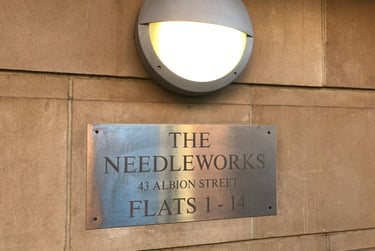 THE
NEEDLEWORKS
43 ALBION STREET
FLATS 1 - 14